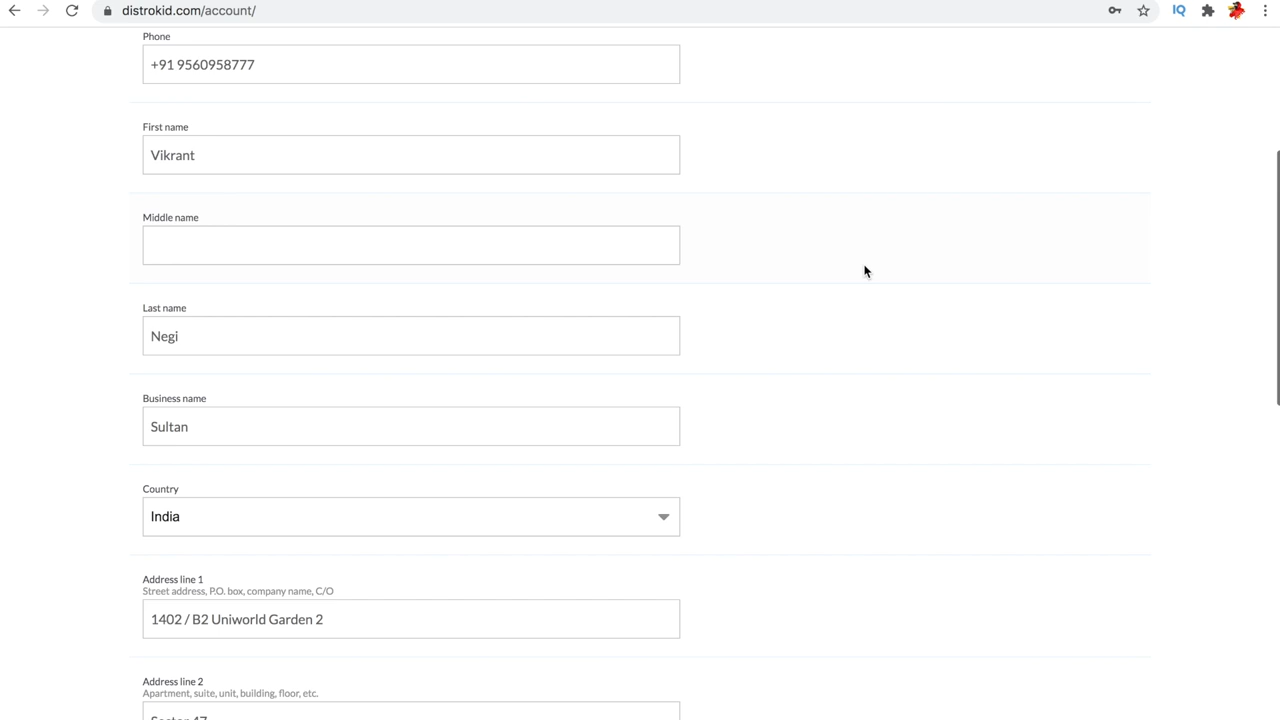 distrokid.com/account/
IQ
Phone
+91 9560958777
First name
Vikrant
Middle name
Last name
Negi
Business name
Sultan
Country
India
Address line 1
Street address, P.O. box, company name, C/O
1402 / B2 Uniworld Garden 2
Address line 2
Apartment, suite, unit, building, floor, etc.
Sector 47